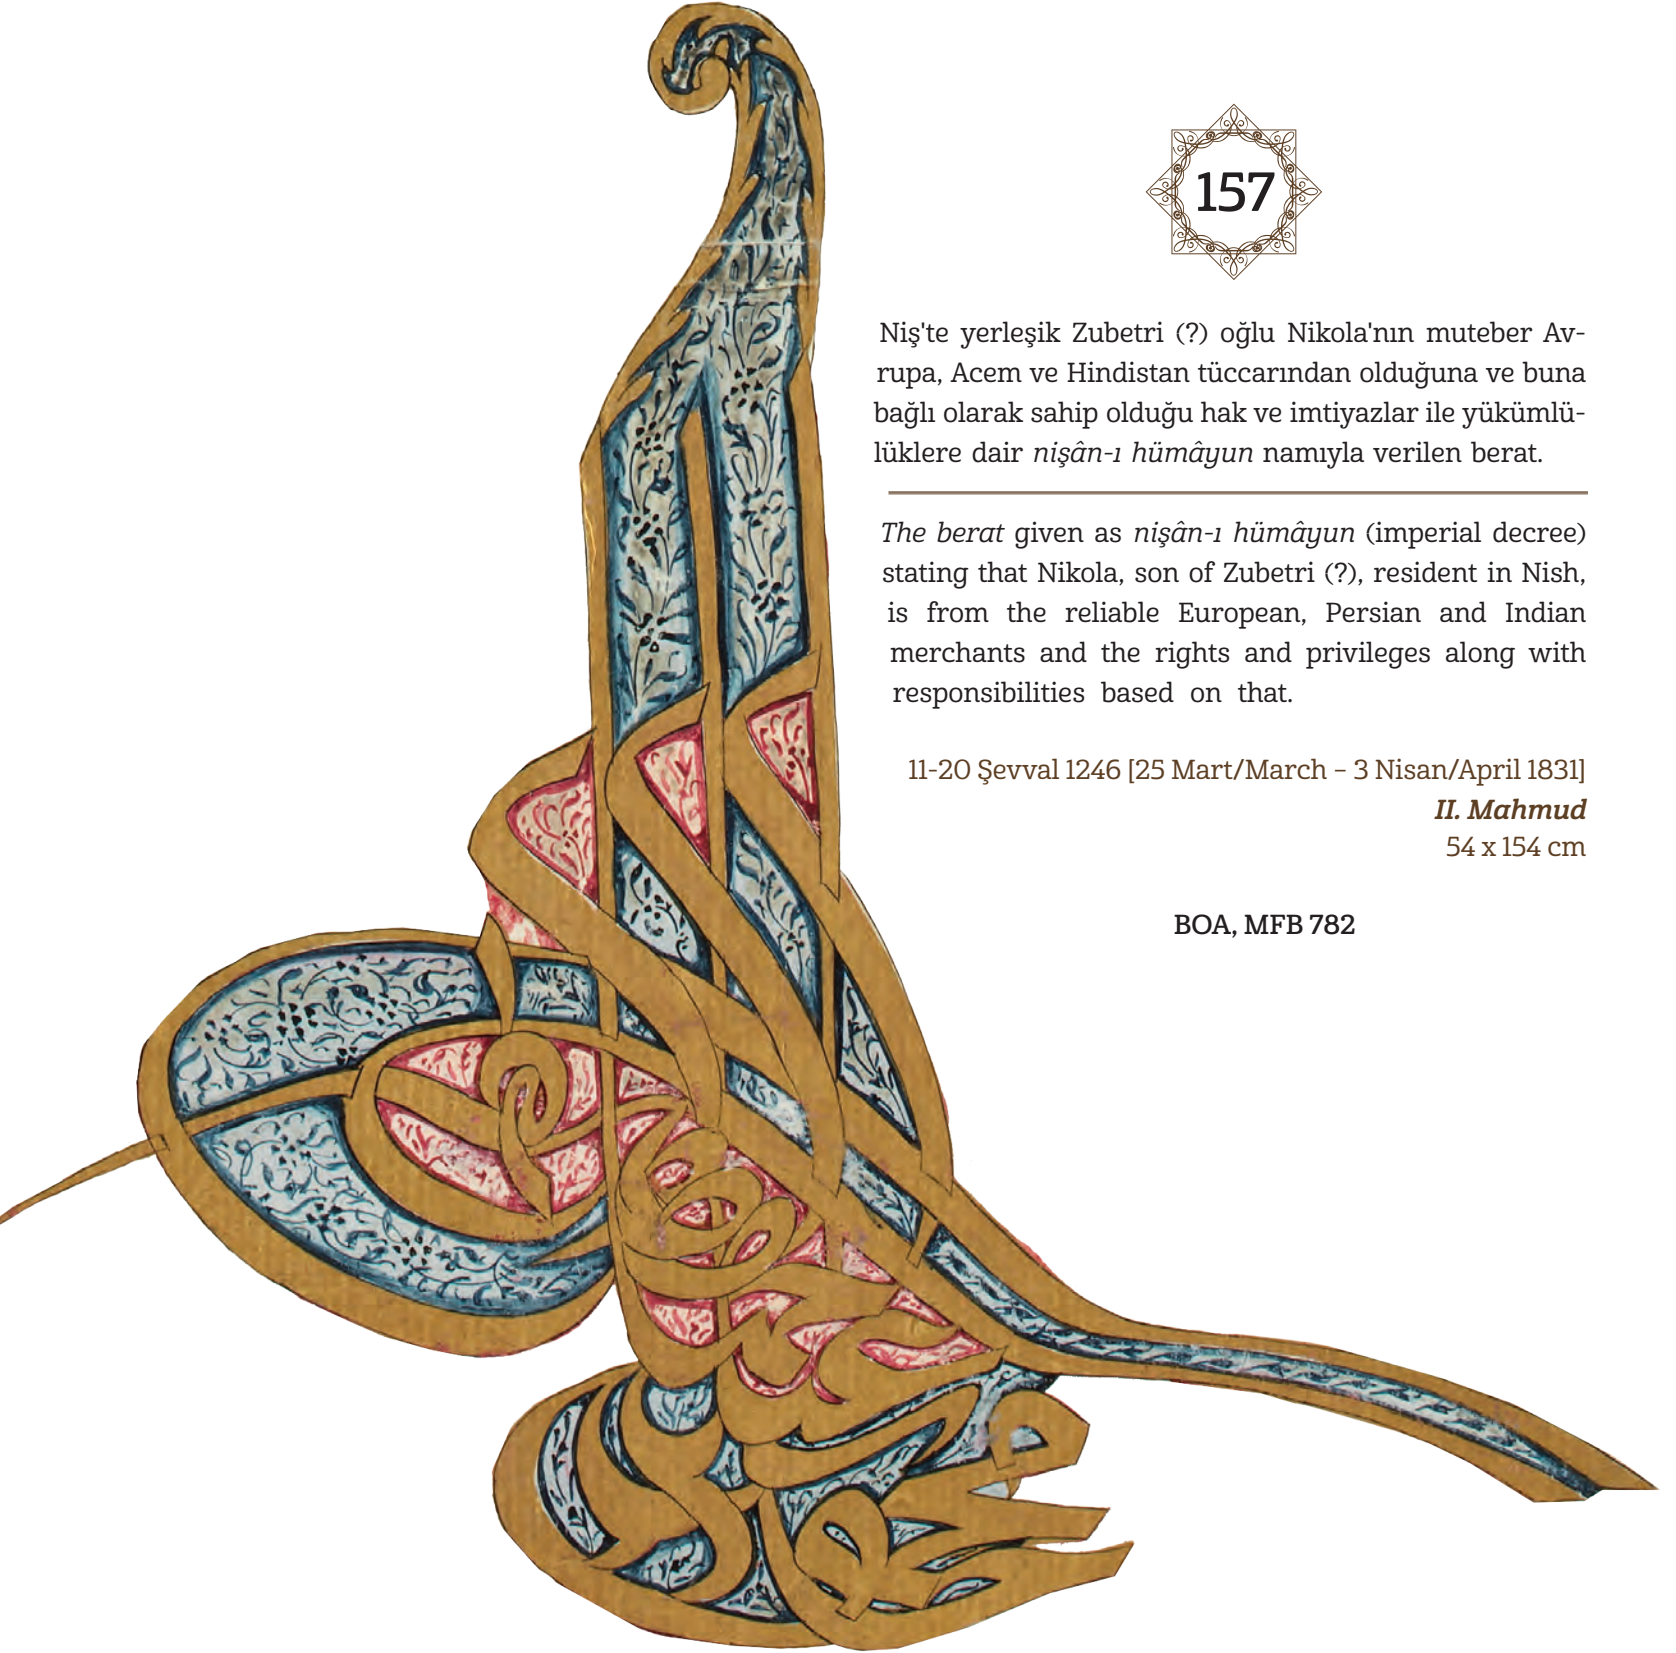 157
Niş'te yerleşik Zubetri (?) oğlu Nikola'nın muteber Av-
rupa, Acem ve Hindistan tüccarından olduğuna ve buna
bağlı olarak sahip olduğu hak ve imtiyazlar ile yükümlü-
lüklere dair nişân-ı hümâyun namıyla verilen berat.
The berat given as nişân-ı hümâyun (imperial decree)
stating that Nikola, son of Zubetri (?), resident in Nish,
is from the reliable European, Persian and Indian
merchants and the rights and privileges along with
responsibilities based on that.
11-20 Şevval 1246 [25 Mart/March – 3 Nisan/April 1831]
II. Mahmud
54 x 154 cm
BOA, MFB 782